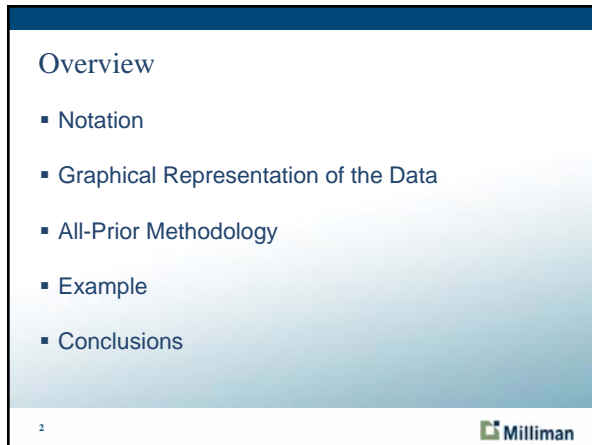 Overview
▪ Notation
▪ Graphical Representation of the Data
▪ All-Prior Methodology
▪ Example
▪ Conclusions
2
Milliman